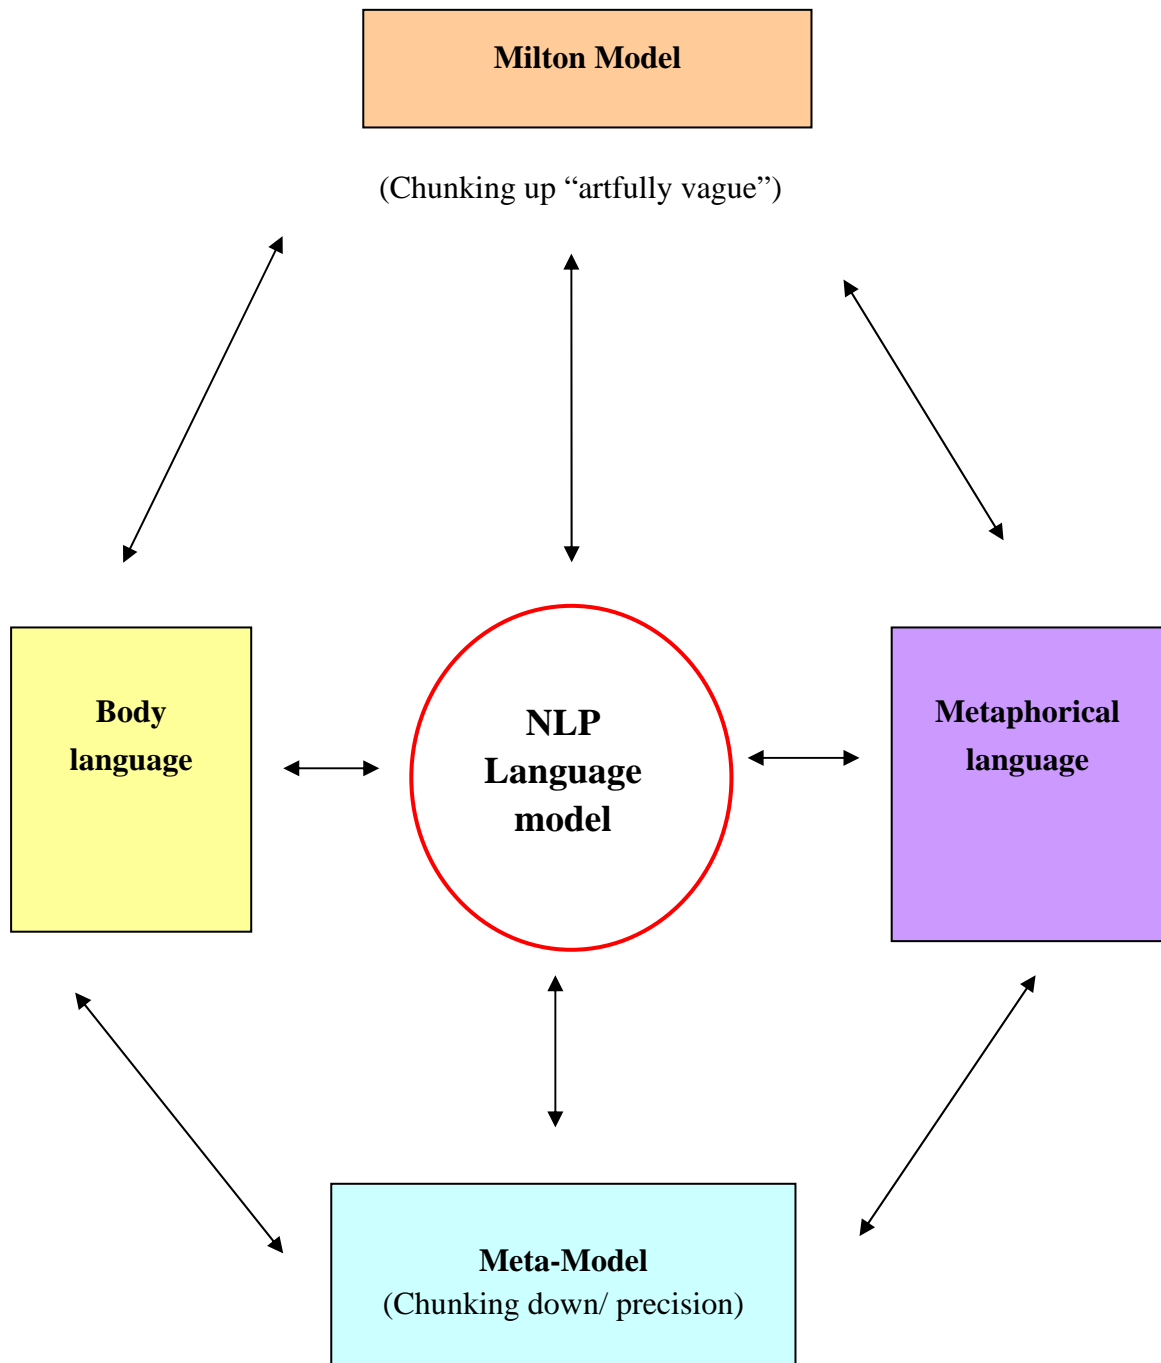 Milton Model
(Chunking up “artfully vague”)
Body
language
NLP
Language
model
Metaphorical
language
Meta-Model
(Chunking down/ precision)